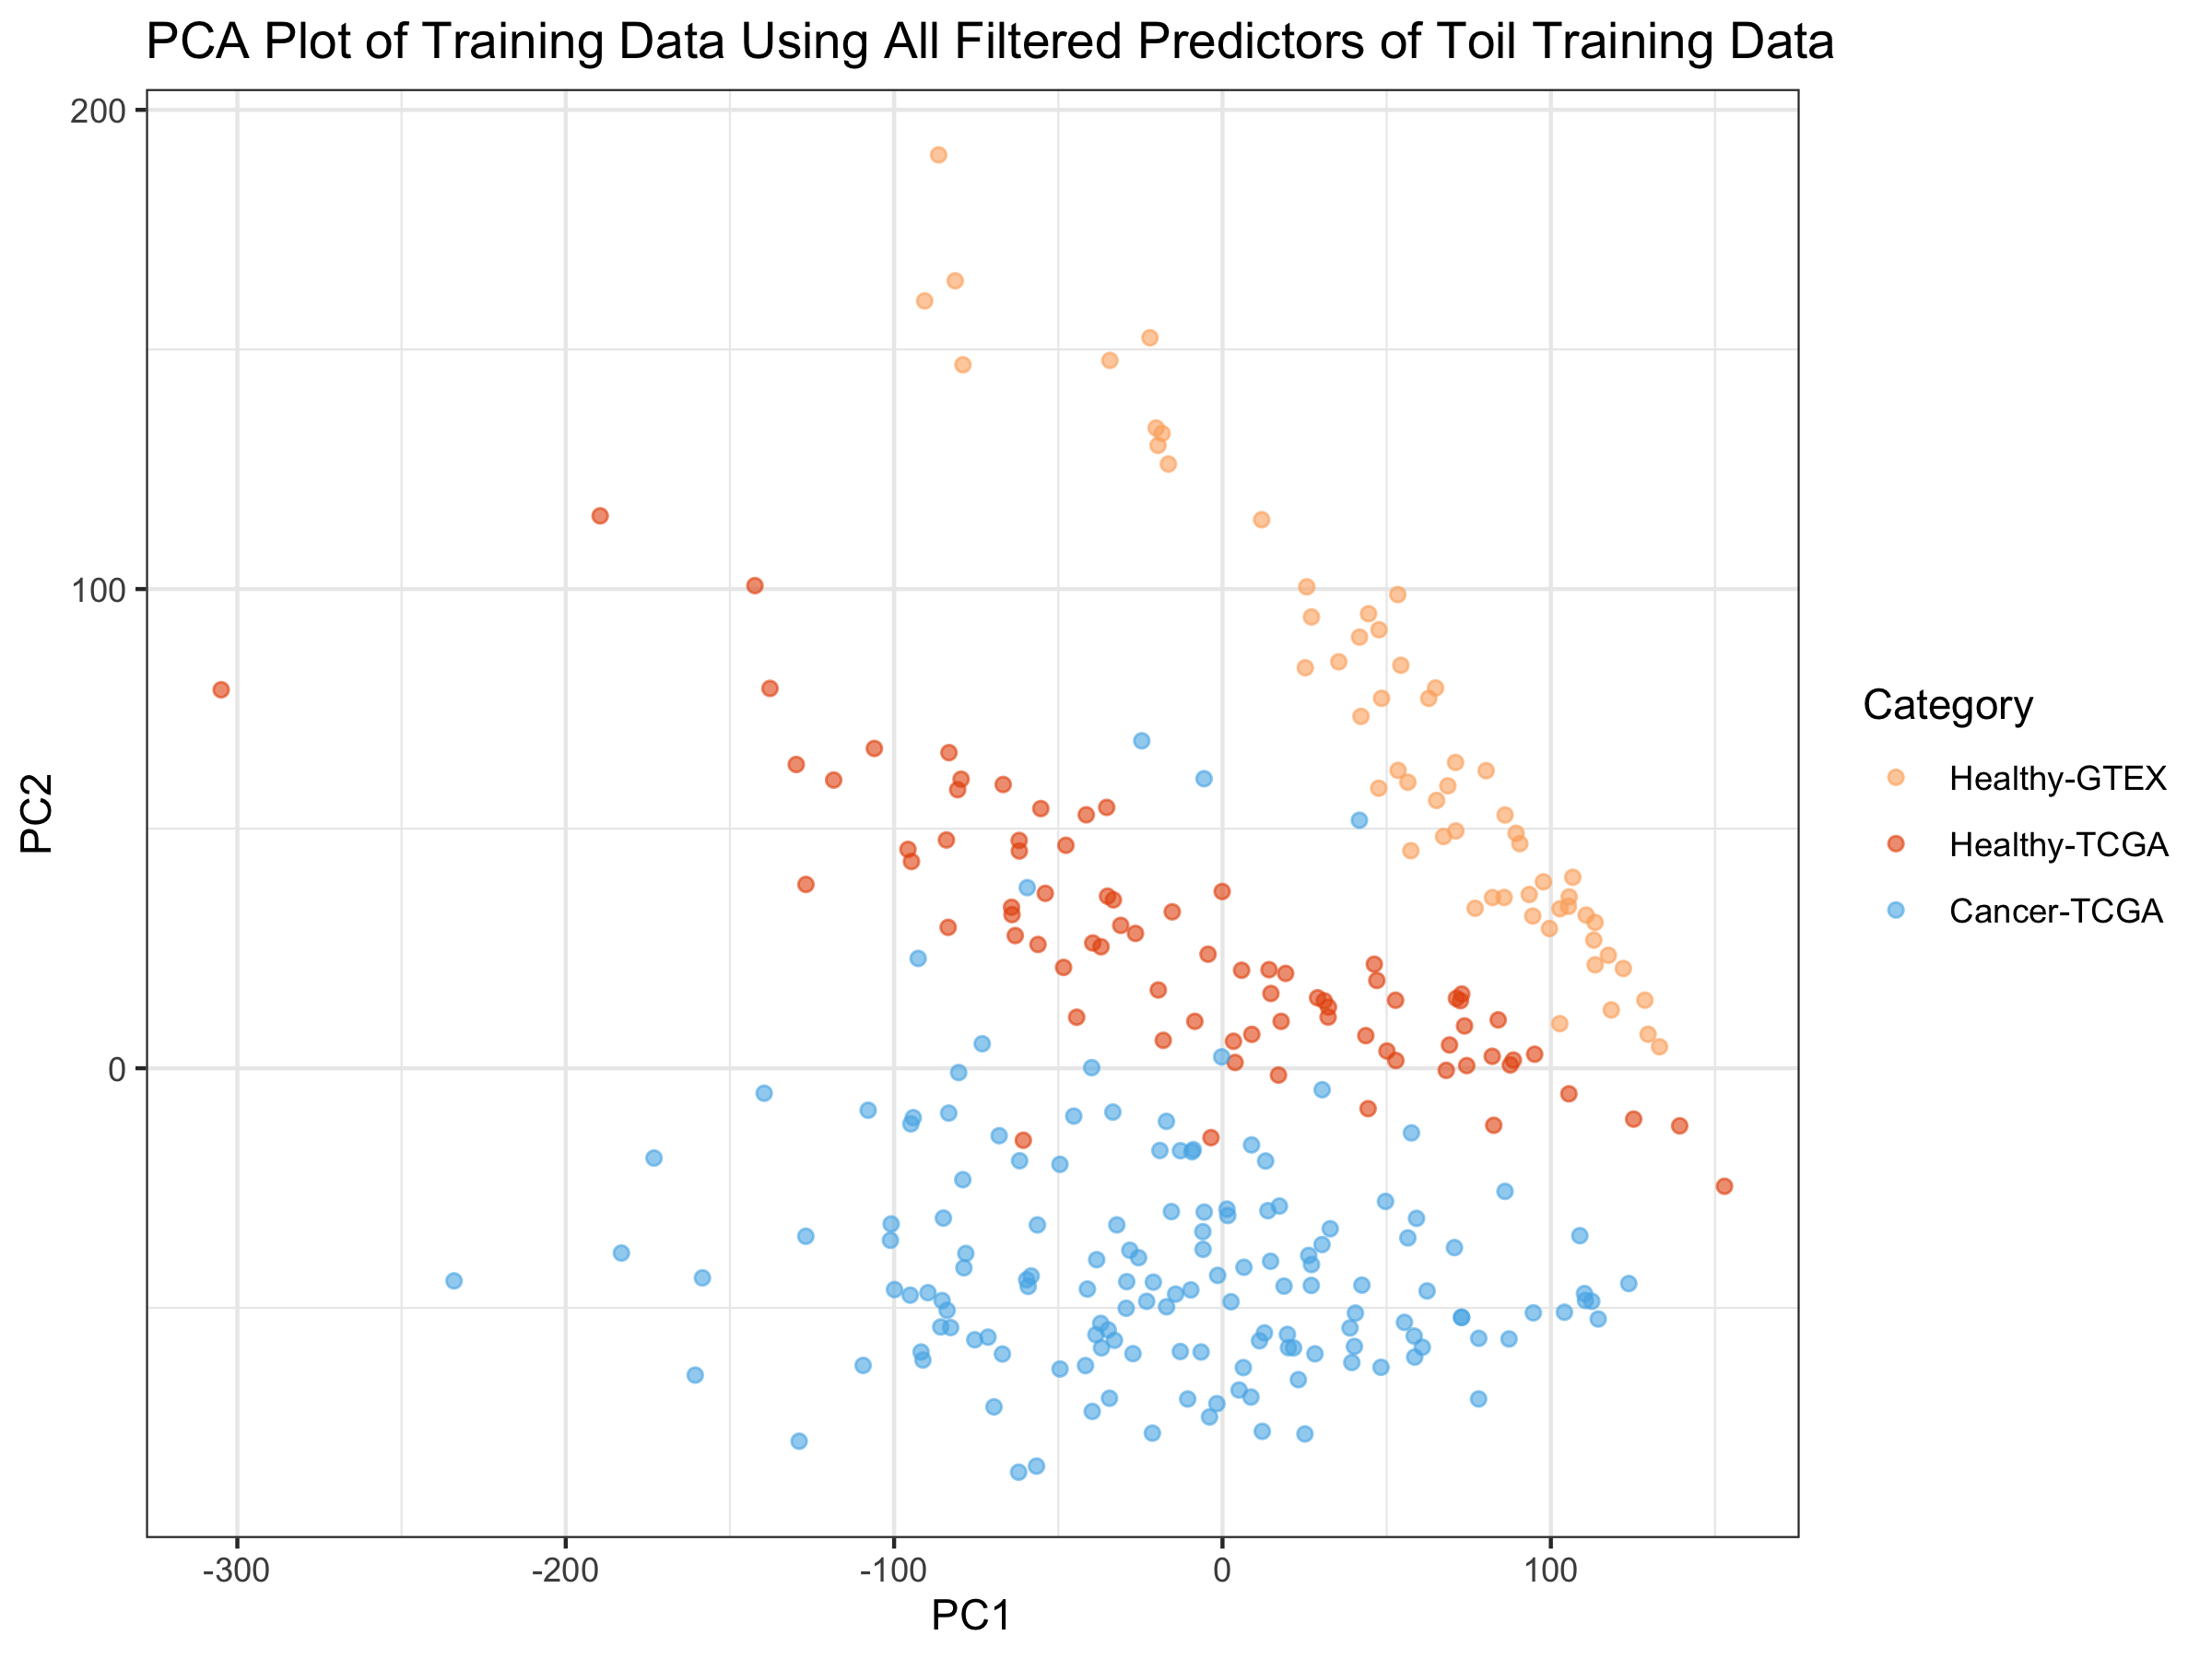 PCA Plot of Training Data Using All Filtered Predictors of Toil Training Data
200
100
0
PC2
-300
-200
-100
0
100
PC1
Category
Healthy-GTEX
Healthy-TCGA
Cancer-TCGA